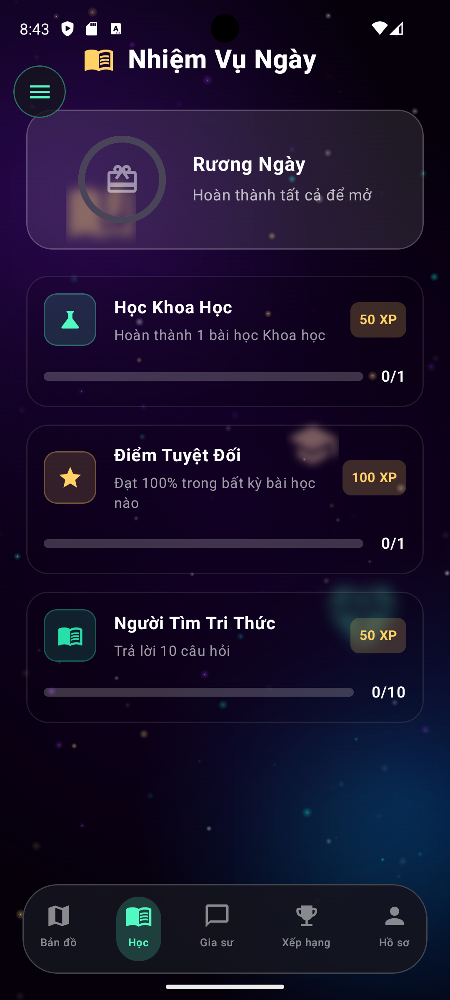 8:43
Nhiệm Vụ Ngày
Rương Ngày
Hoàn thành tất cả để mở
Học Khoa Học
Hoàn thành 1 bài học Khoa học
50 XP
0/1
Điểm Tuyệt Đối
Đạt 100% trong bất kỳ bài học
nào
100 XP
0/1
Người Tìm Tri Thức
Trả lời 10 câu hỏi
50 XP
0/10
Bản đồ
Học
Gia sư
Xếp hạng
Hồ sơ